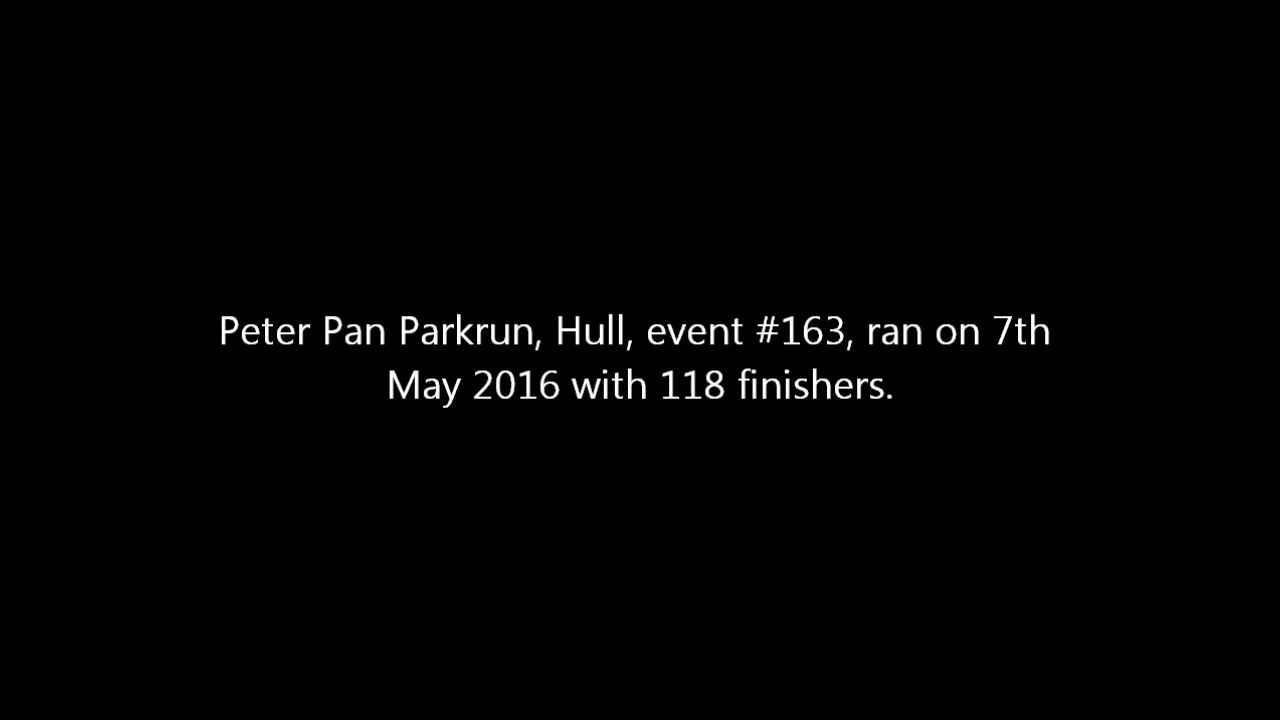 Peter Pan Parkrun, Hull, event #163, ran on 7th
May 2016 with 118 finishers.